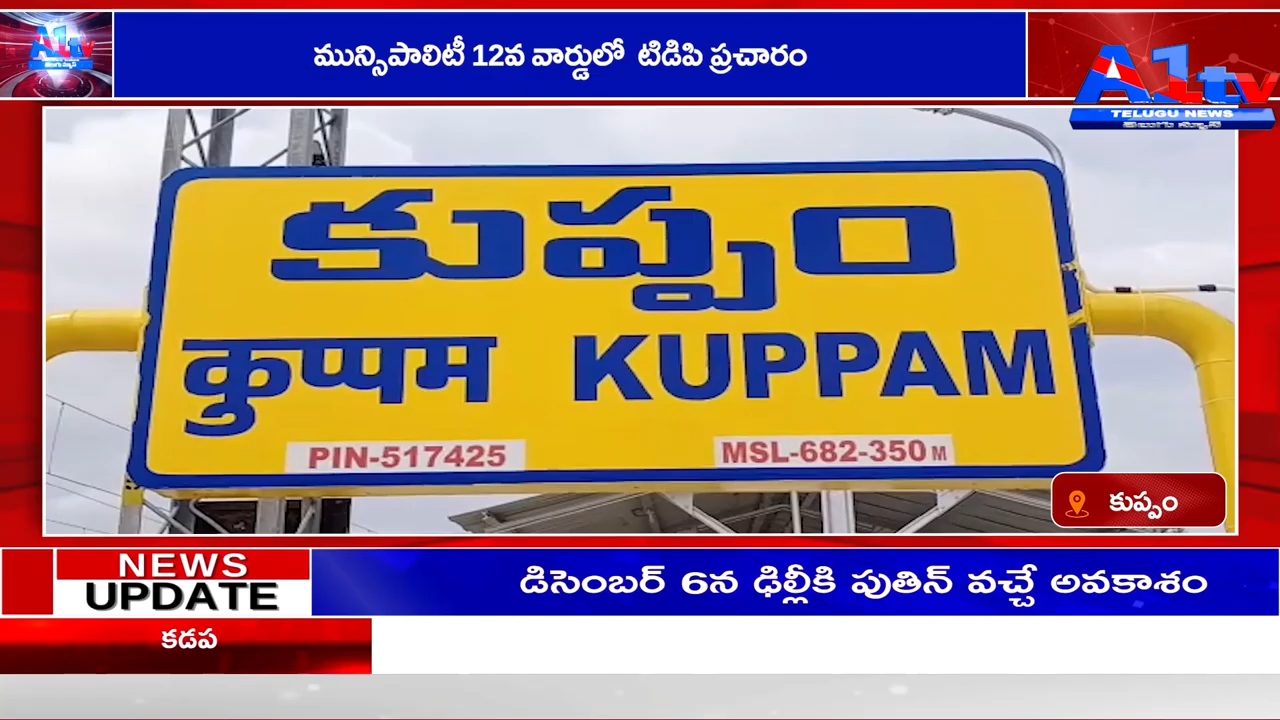 A1tv
మున్సిపాలిటీ 12వ వార్డులో టిడిపి ప్రచారం
A1tv
TELUGU NEWS
తెలుగు న్యూస్
కుప్పం
कुप्पम KUPPAM
PIN-517425 MSL-682-350 M
కుప్పం
NEWS
UPDATE
డిసెంబర్ 6న ఢిల్లీకి పుతిన్ వచ్చే అవకాశం
కడప